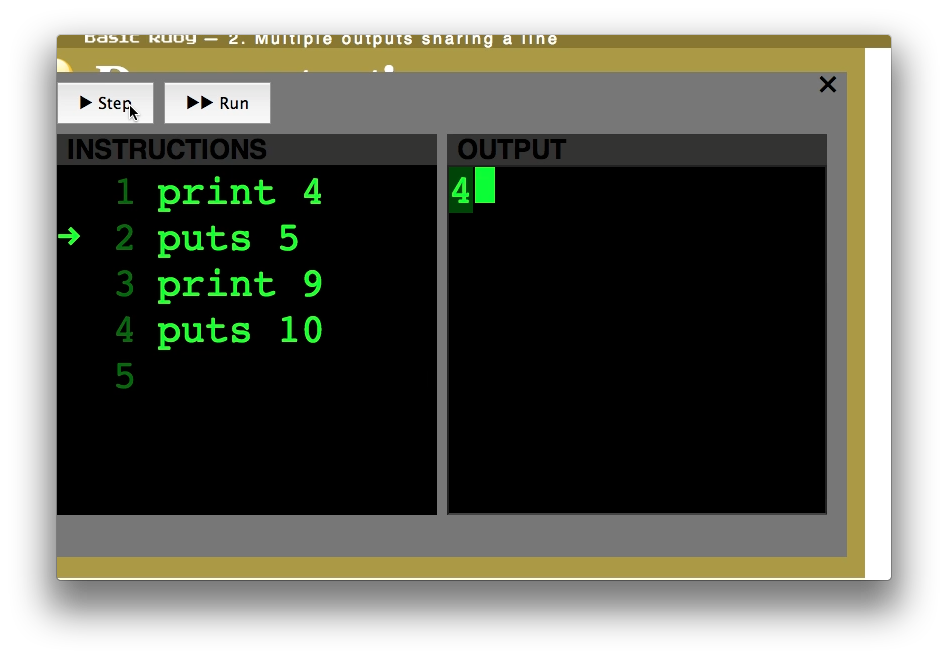 Basic Ruby — 2. Multiple outputs sharing a line
Step
Run
INSTRUCTIONS
1 print 4
2 puts 5
3 print 9
4 puts 10
5
OUTPUT
4